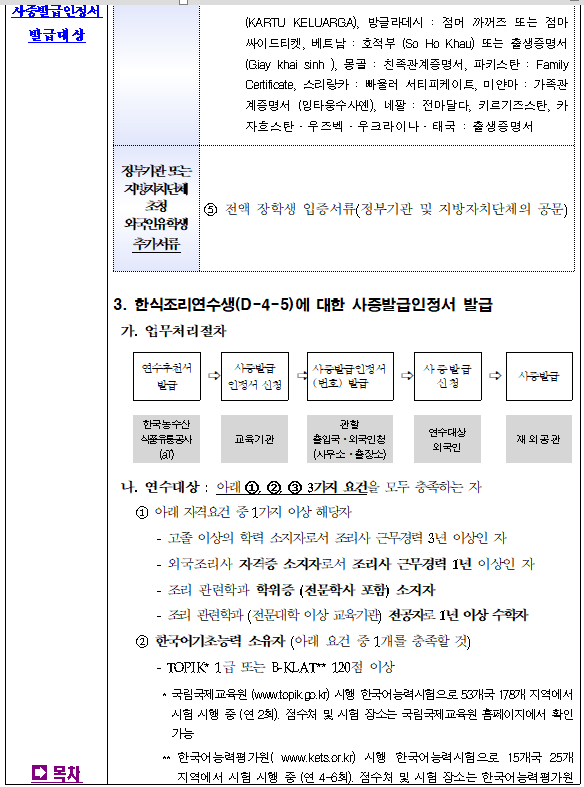 사증발급인정서
발급대상
(KARTU KELUARGA), 방글라데시 : 점머 까꺼즈 또는 점마
싸이드티켓, 베트남 : 호적부 (So Ho Khau) 또는 출생증명서
(Giay khai sinh ), 몽골 : 친족관계증명서, 파키스탄 : Family
Certificate, 스리랑카 : 빠울러 서티피케이트, 미얀마 : 가족관
계증명서 (잉타웅수사옌), 네팔 : 전마달다, 키르기즈스탄, 카
자흐스탄ㆍ우즈벡ㆍ우크라이나ㆍ태국 : 출생증명서
정부기관 또는
지방자치단체
초청
외국인유학생
추가서류
⑤ 전액 장학생 입증서류(정부기관 및 지방자치단체의 공문)
3. 한식조리연수생(D-4-5)에 대한 사증발급인정서 발급
가. 업무처리절차
연수추천서
발급
⇨
사증발급
인정서 신청
⇨
사증발급인정서
(번호) 발급
⇨
사증발급
신청
⇨
사증발급
한국농수산
식품유통공사
(aT)
교육기관
관할
출입국ㆍ외국인청
(사무소ㆍ출장소)
연수대상
외국인
재외공관
나. 연수대상 : 아래 ①, ②, ③ 3가지 요건을 모두 충족하는 자
① 아래 자격요건 중 1가지 이상 해당자
- 고졸 이상의 학력 소지자로서 조리사 근무경력 3년 이상인 자
- 외국조리사 자격증 소지자로서 조리사 근무경력 1년 이상인 자
- 조리 관련학과 학위증 (전문학사 포함) 소지자
- 조리 관련학과 (전문대학 이상 교육기관) 전공자로 1년 이상 수학자
② 한국어기초능력 소유자 (아래 요건 중 1개를 충족할 것)
- TOPIK* 1급 또는 B-KLAT** 120점 이상
* 국립국제교육원 (www.topik.go.kr) 시행 한국어능력시험으로 53개국 178개 지역에서
시험 시행 중 (연 2회). 점수처 및 시험 장소는 국립국제교육원 홈페이지에서 확인
가능
** 한국어능력평가원( www.kets.or.kr) 시행 한국어능력시험으로 15개국 25개
지역에서 시험 시행 중 (연 4-6회). 점수처 및 시험 장소는 한국어능력평가원
목차